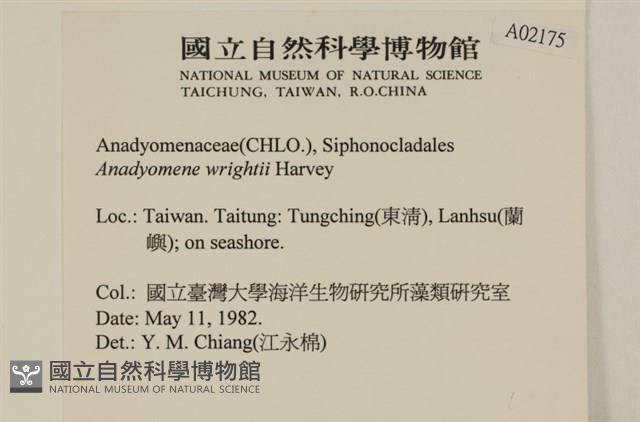 A02175
國立自然科學博物館
NATIONAL MUSEUM OF NATURAL SCIENCE
TAICHUNG, TAIWAN, R.O.CHINA
Anadyomenaceae(CHLO.), Siphonocladales
Anadyomene wrightii Harvey
Loc.: Taiwan. Taitung: Tungching(東淸), Lanhsu(蘭
嶼); on seashore.
Col.: 國立臺灣大學海洋生物硏究所藻類硏究室
Date: May 11, 1982.
Det.: Y. M. Chiang(江永棉)
國立自然科學博物館
NATIONAL MUSEUM OF NATURAL SCIENCE